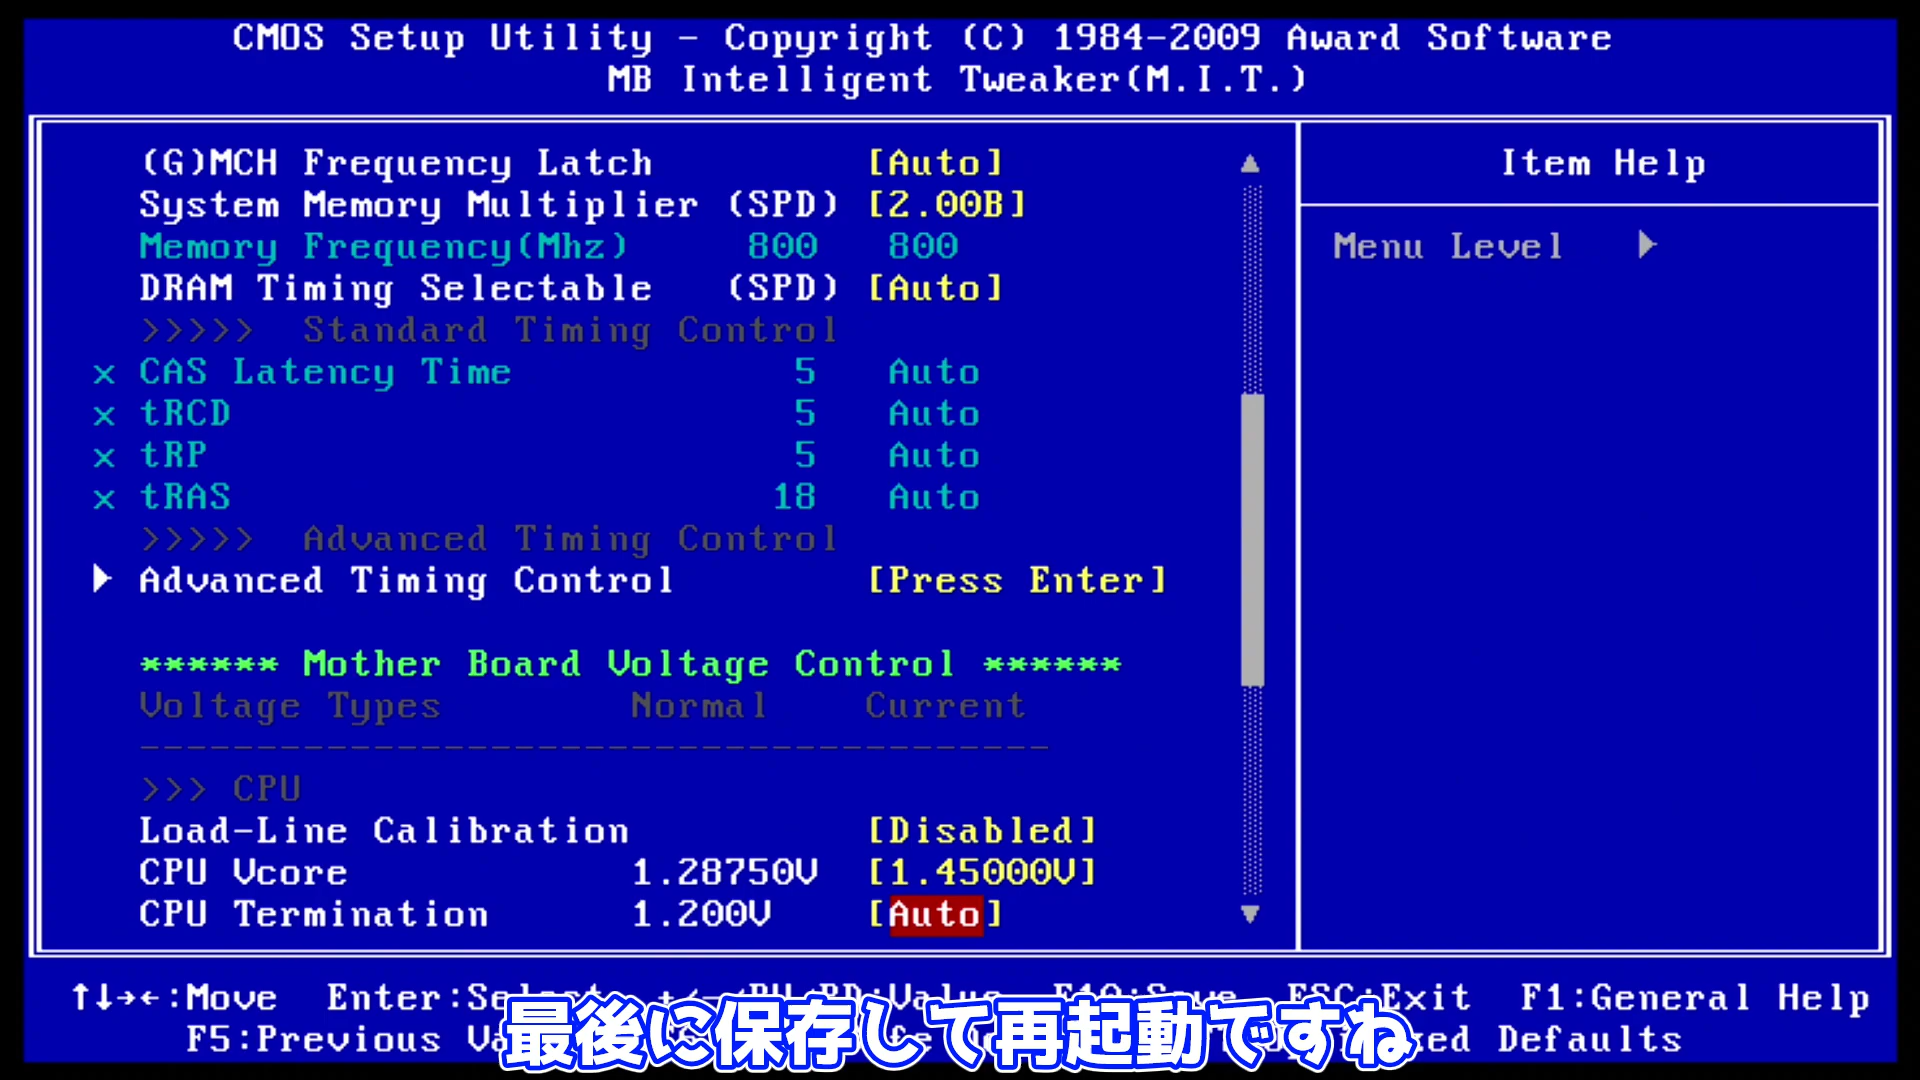 CMOS Setup Utility - Copyright (C) 1984-2009 Award Software
MB Intelligent Tweaker(M.I.T.)
(G)MCH Frequency Latch [Auto]
System Memory Multiplier (SPD) [2.00B]
Memory Frequency(Mhz) 800 800
DRAM Timing Selectable (SPD) [Auto]
>>>>> Standard Timing Control
x CAS Latency Time 5 Auto
x tRCD 5 Auto
x tRP 5 Auto
x tRAS 18 Auto
>>>>> Advanced Timing Control
Advanced Timing Control [Press Enter]
****** Mother Board Voltage Control ******
Voltage Types Normal Current
---------------------------------------
>>> CPU
Load-Line Calibration [Disabled]
CPU Vcore 1.28750V [1.45000V]
CPU Termination 1.200V [Auto]
Item Help
Menu Level
↑↓→←:Move Enter:Select F10:Save ESC:Exit F1:General Help
F5:Previous Defaults
最後に保存して再起動ですね